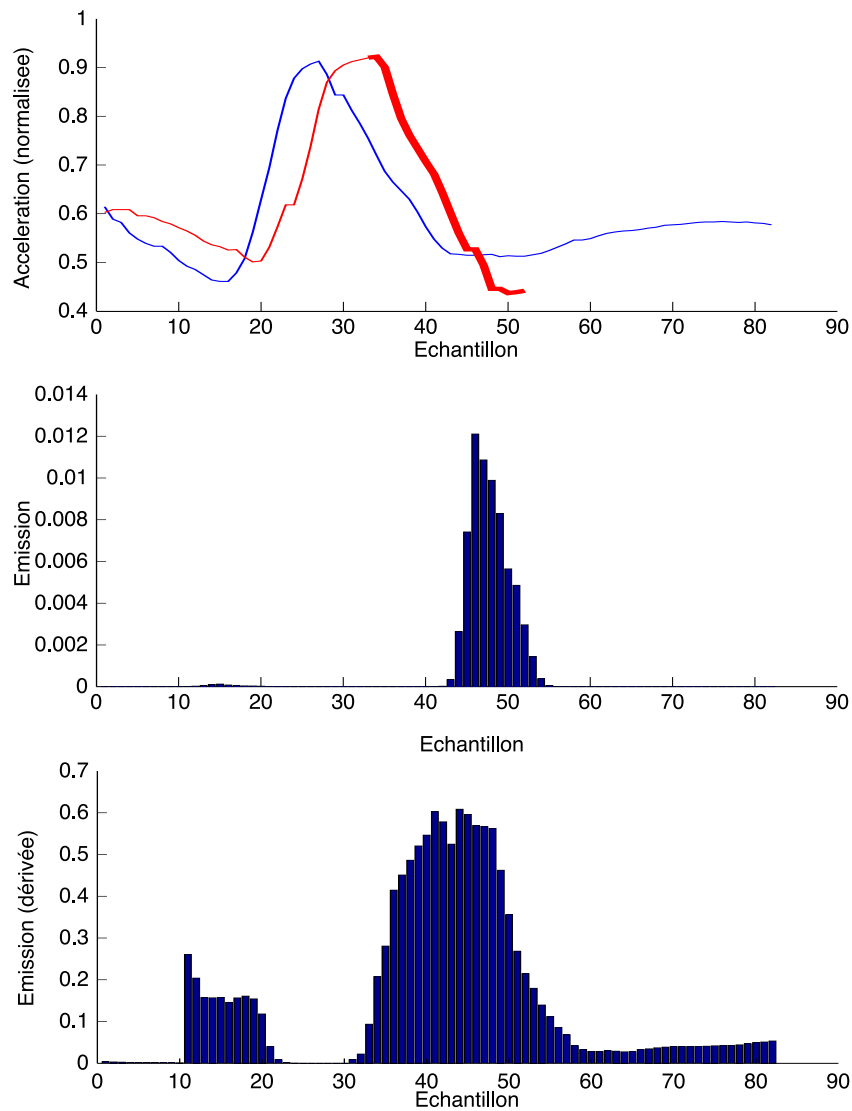 1
0.9
0.8
0.7
0.6
0.5
0.4
Acceleration (normalisee)
0 10 20 30 40 50 60 70 80 90
Echantillon
0.014
0.012
0.01
0.008
0.006
0.004
0.002
0
Emission
0 10 20 30 40 50 60 70 80 90
Echantillon
0.7
0.6
0.5
0.4
0.3
0.2
0.1
0
Emission (dérivée)
0 10 20 30 40 50 60 70 80 90
Echantillon